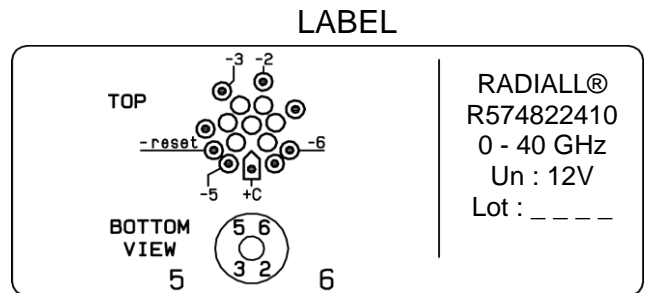 LABEL
-3 -2
TOP
-reset
-6
-5 +C
BOTTOM
VIEW
5 6
3 2
5 6
RADIALL®
R574822410
0 - 40 GHz
Un : 12V
Lot : _ _ _ _